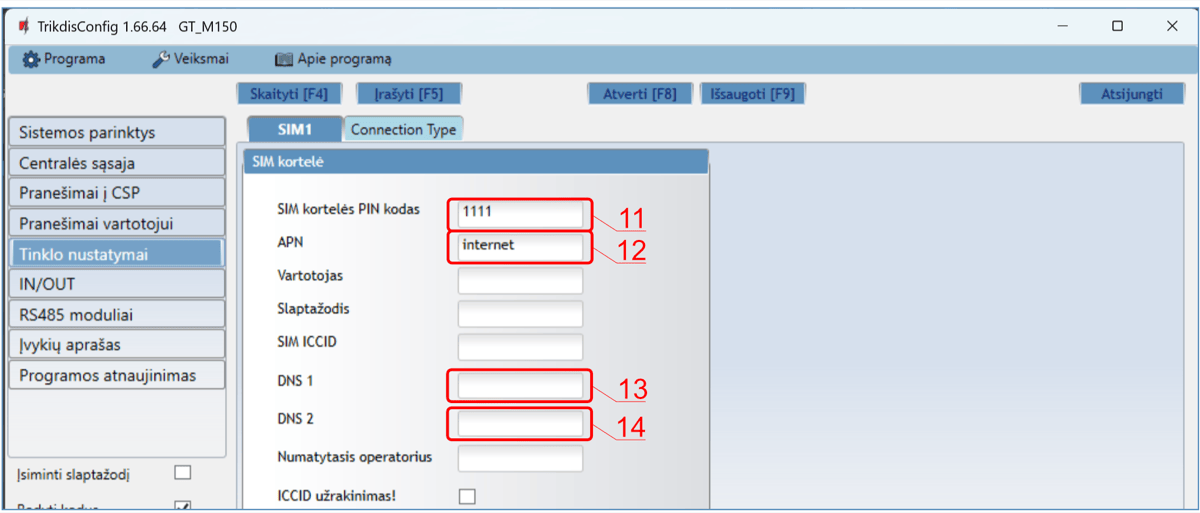 TrikdisConfig 1.66.64 GT_M150
Programa Veiksmai Apie programą
Skaityti [F4] Įrašyti [F5] Atverti [F8] Išsaugoti [F9] Atsijungti
Sistemos parinktys
Centralės sąsaja
Pranešimai į CSP
Pranešimai vartotojui
Tinklo nustatymai
IN/OUT
RS485 moduliai
Įvykių aprašas
Programos atnaujinimas
Įsiminti slaptažodį
SIM1 Connection Type
SIM kortelė
SIM kortelės PIN kodas 1111 11
APN internet 12
Vartotojas
Slaptažodis
SIM ICCID
DNS 1 13
DNS 2 14
Numatytasis operatorius
ICCID užrakinimas!